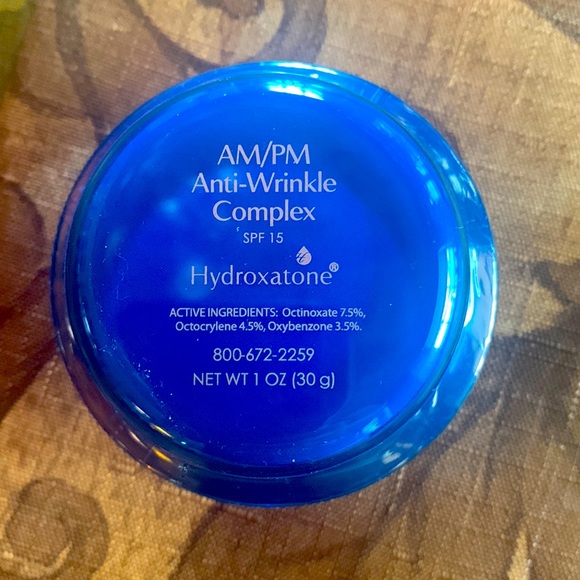 AM/PM
Anti-Wrinkle
Complex
SPF 15
Hydroxatone®
ACTIVE INGREDIENTS: Octinoxate 7.5%,
Octocrylene 4.5%, Oxybenzone 3.5%.
800-672-2259
NET WT 1 OZ (30 g)